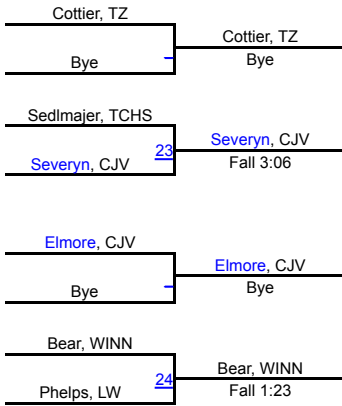 Cottier, TZ
Cottier, TZ
Bye
Bye
Sedlmajer, TCHS
23
Severyn, CJV
Severyn, CJV
Fall 3:06
Elmore, CJV
Elmore, CJV
Bye
Bye
Bear, WINN
24
Bear, WINN
Phelps, LW
Fall 1:23